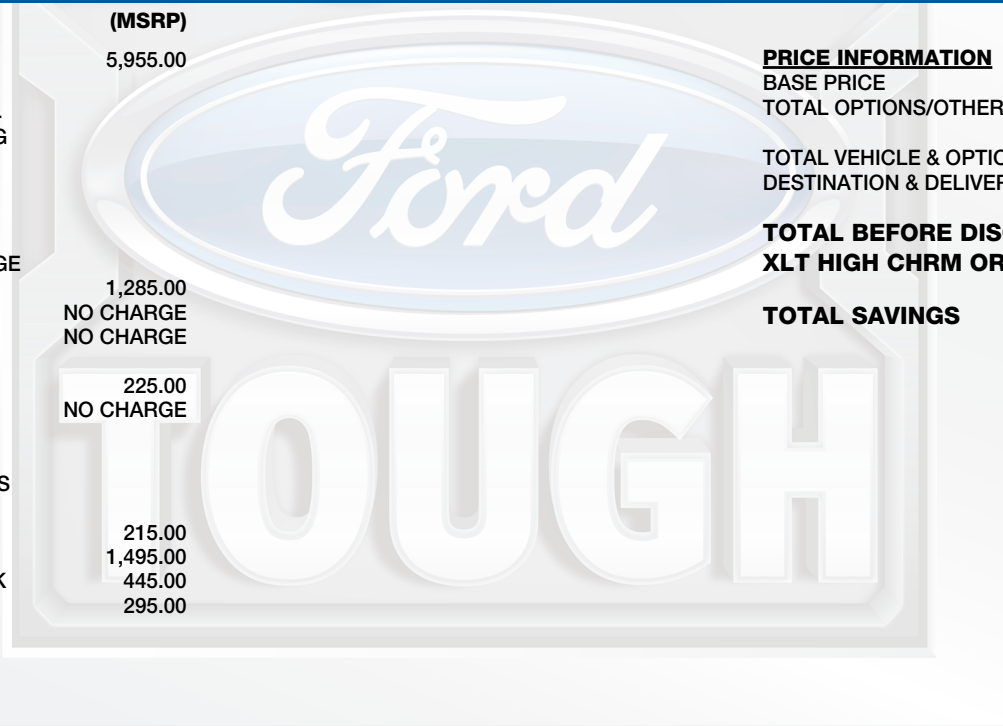 (MSRP)
5,955.00
G
GE
1,285.00
NO CHARGE
NO CHARGE
225.00
NO CHARGE
S
215.00
1,495.00
K 445.00
295.00
PRICE INFORMATION
BASE PRICE
TOTAL OPTIONS/OTHER
TOTAL VEHICLE & OPTIO
DESTINATION & DELIVER
TOTAL BEFORE DIS
XLT HIGH CHRM OR
TOTAL SAVINGS
Ford
TOUGH